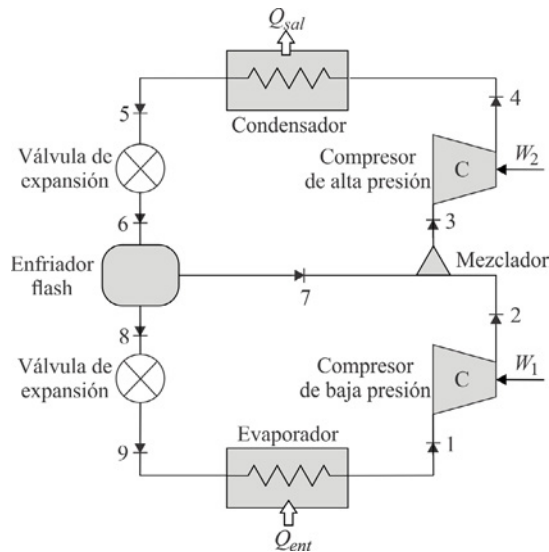 Q_sal
5
4
Condensador
Válvula de
expansión
Compresor
de alta presión
C
W_2
6
3
Enfriador
flash
Mezclador
7
8
2
Válvula de
expansión
Compresor
de baja presión
C
W_1
9
Evaporador
1
Q_ent